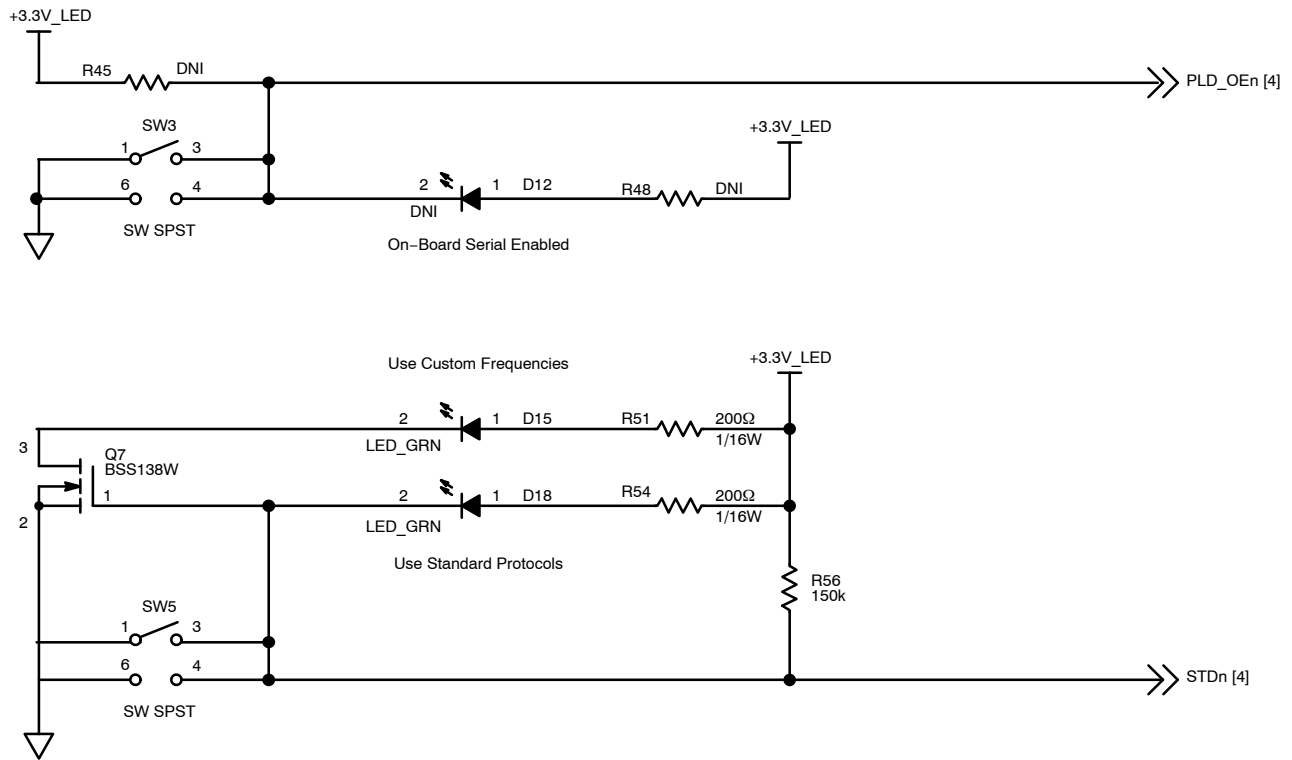 +3.3V_LED
R45 DNI
PLD_OEn [4]
SW3
1 3
+3.3V_LED
6 4
2 1 D12 R48 DNI
DNI
SW SPST
On−Board Serial Enabled
Use Custom Frequencies
+3.3V_LED
2 1 D15 R51 200Ω
LED_GRN 1/16W
3
Q7
BSS138W
1
2 1 D18 R54 200Ω
LED_GRN 1/16W
2
Use Standard Protocols
R56
150k
SW5
1 3
6 4
STDn [4]
SW SPST